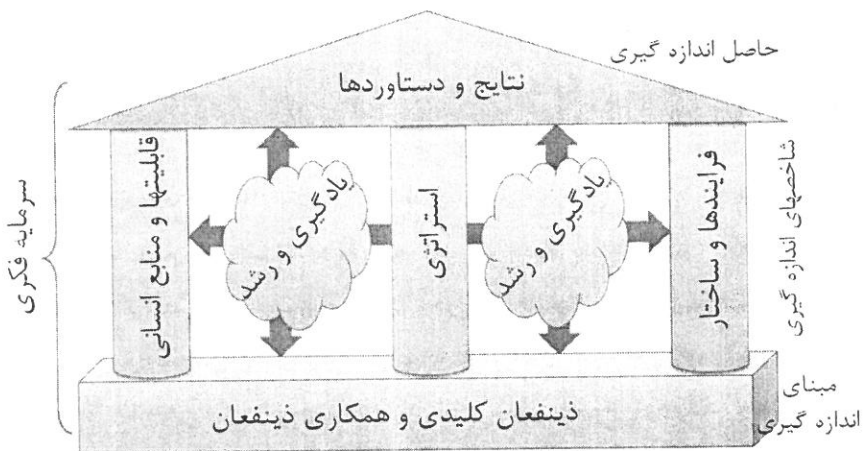 حاصل اندازه گیری
نتایج و دستاوردها
شاخصهای اندازه گیری
فرایندها و ساختار
یادگیری و رشد
استراتژی
یادگیری و رشد
قابلیتها و منابع انسانی
سرمایه فکری
مبنای
اندازه گیری
ذینفعان کلیدی و همکاری ذینفعان